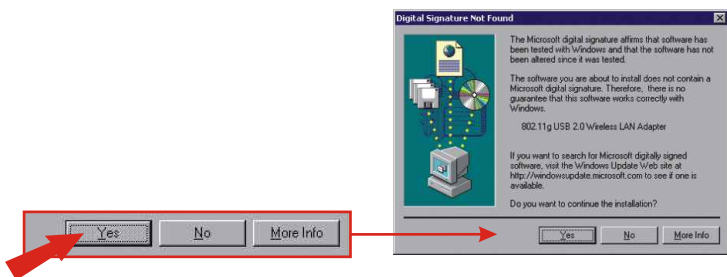 Digital Signature Not Found
The Microsoft digital signature affirms that software has
been tested with Windows and that the software has not
been altered since it was tested.
The software you are about to install does not contain a
Microsoft digital signature. Therefore, there is no
guarantee that this software works correctly with
Windows.
802.11g USB 2.0 Wireless LAN Adapter
If you want to search for Microsoft digitally signed
software, visit the Windows Update Web site at
http://windowsupdate.microsoft.com to see if one is
available.
Do you want to continue the installation?
Yes No More Info
Yes No More Info